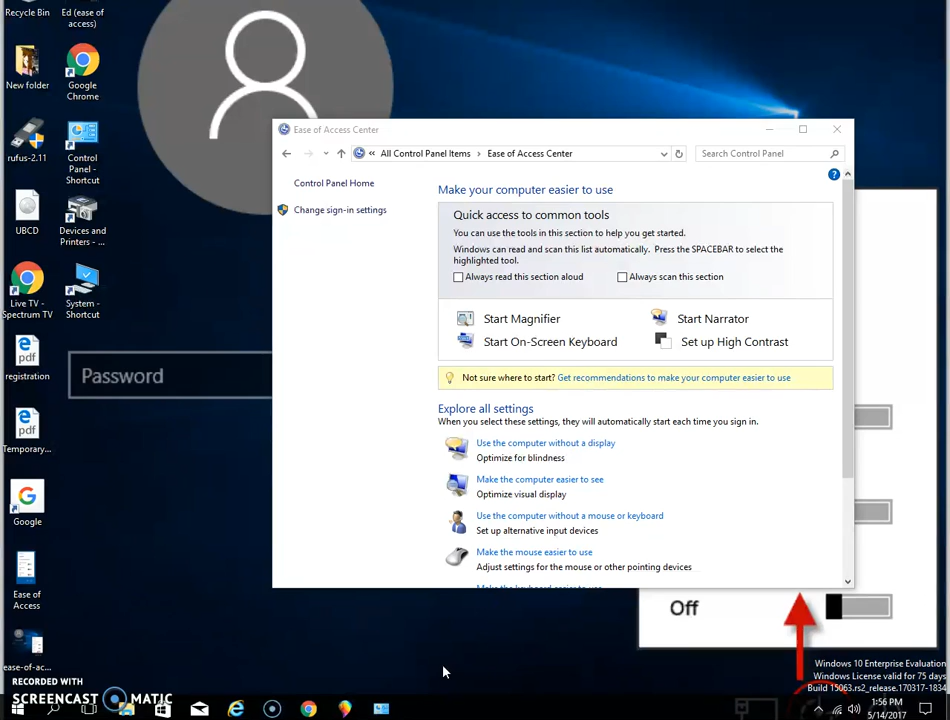 Recycle Bin
Ed (ease of
access)
New folder
Google
Chrome
rufus-2.11
Control
Panel -
Shortcut
UBCD
Devices and
Printers - ...
Live TV -
Spectrum TV
System -
Shortcut
pdf
registration
pdf
Temporary...
Google
Ease of
Access
ease-of-ac...
Password
Ease of Access Center
« All Control Panel Items › Ease of Access Center
Search Control Panel
Control Panel Home
Change sign-in settings
Make your computer easier to use
Quick access to common tools
You can use the tools in this section to help you get started.
Windows can read and scan this list automatically. Press the SPACEBAR to select the
highlighted tool.
Always read this section aloud
Always scan this section
Start Magnifier
Start Narrator
Start On-Screen Keyboard
Set up High Contrast
Not sure where to start? Get recommendations to make your computer easier to use
Explore all settings
When you select these settings, they will automatically start each time you sign in.
Use the computer without a display
Optimize for blindness
Make the computer easier to see
Optimize visual display
Use the computer without a mouse or keyboard
Set up alternative input devices
Make the mouse easier to use
Adjust settings for the mouse or other pointing devices
Off
Windows 10 Enterprise Evaluation
Windows License valid for 75 days
Build 15063.rs2_release.170317-1834
RECORDED WITH
SCREENCAST MATIC
1:56 PM
5/14/2017